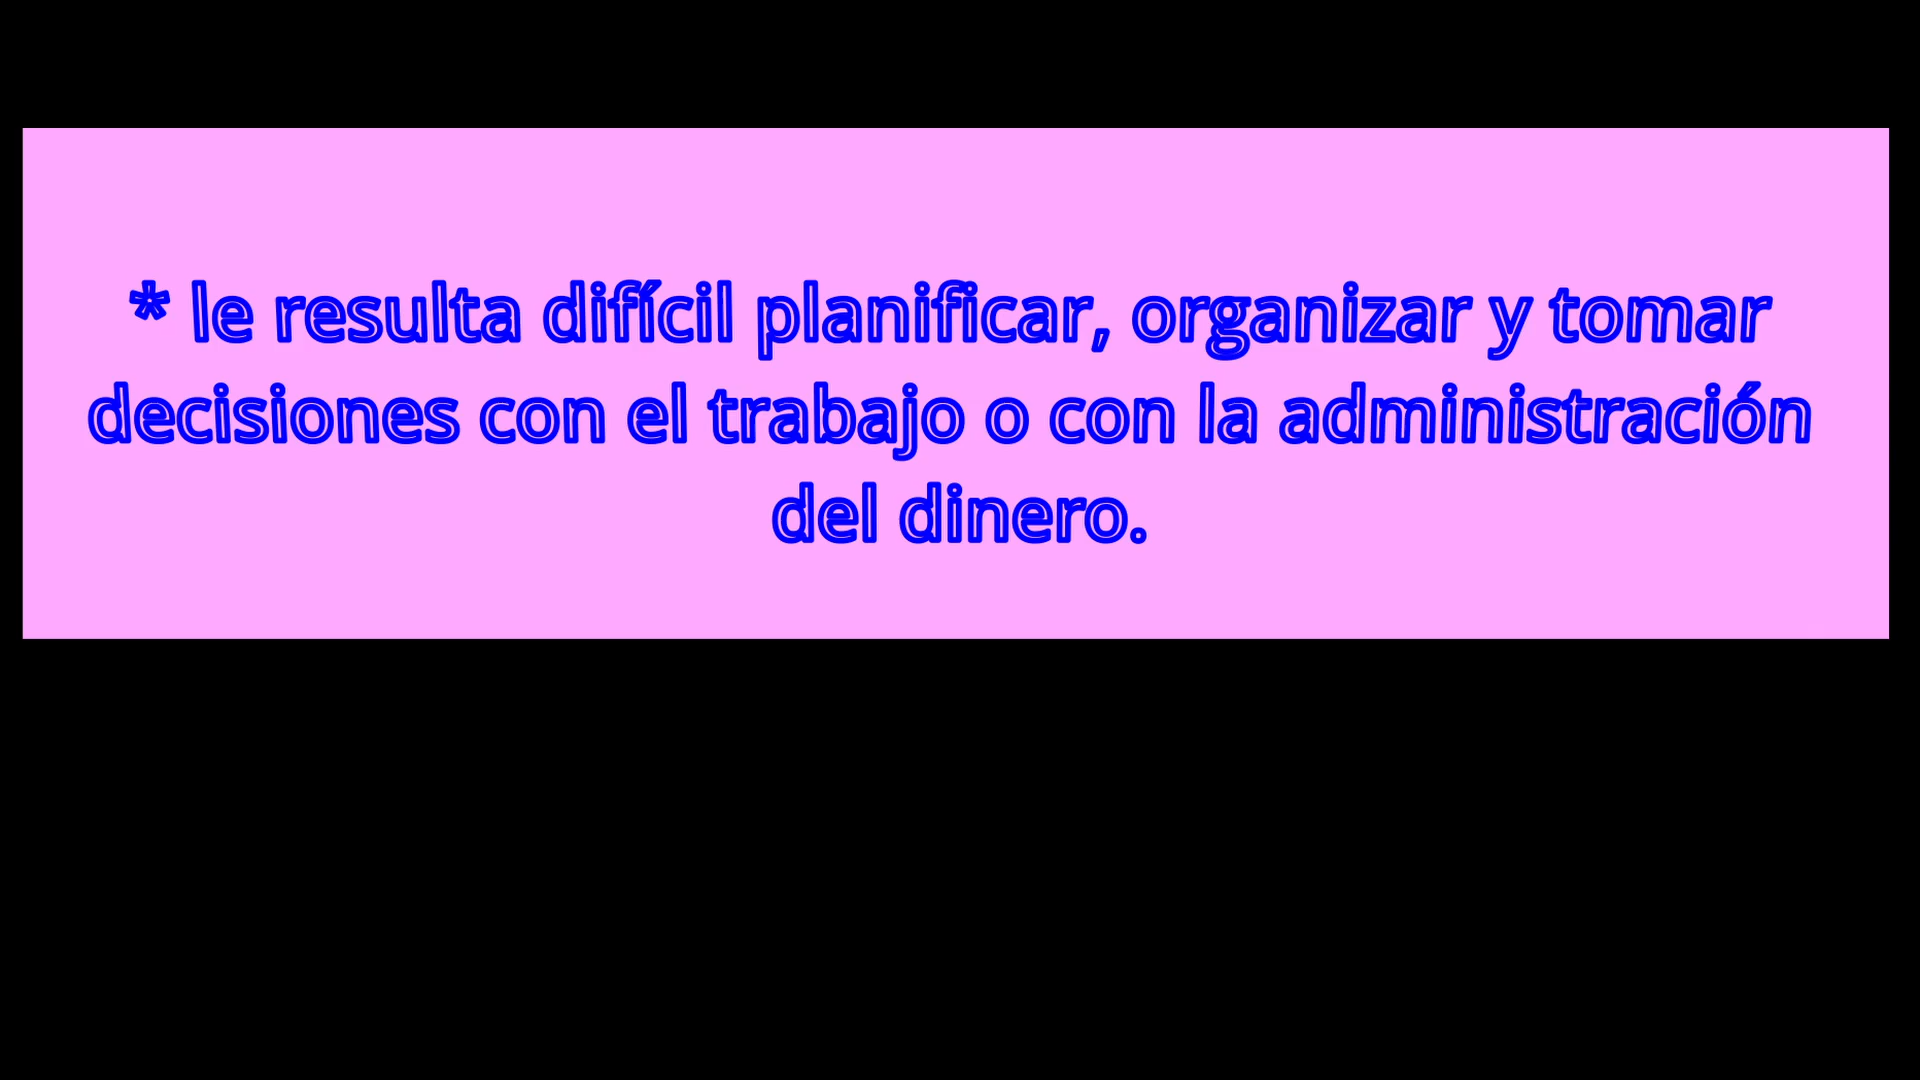 * le resulta difícil planificar, organizar y tomar
decisiones con el trabajo o con la administración
del dinero.